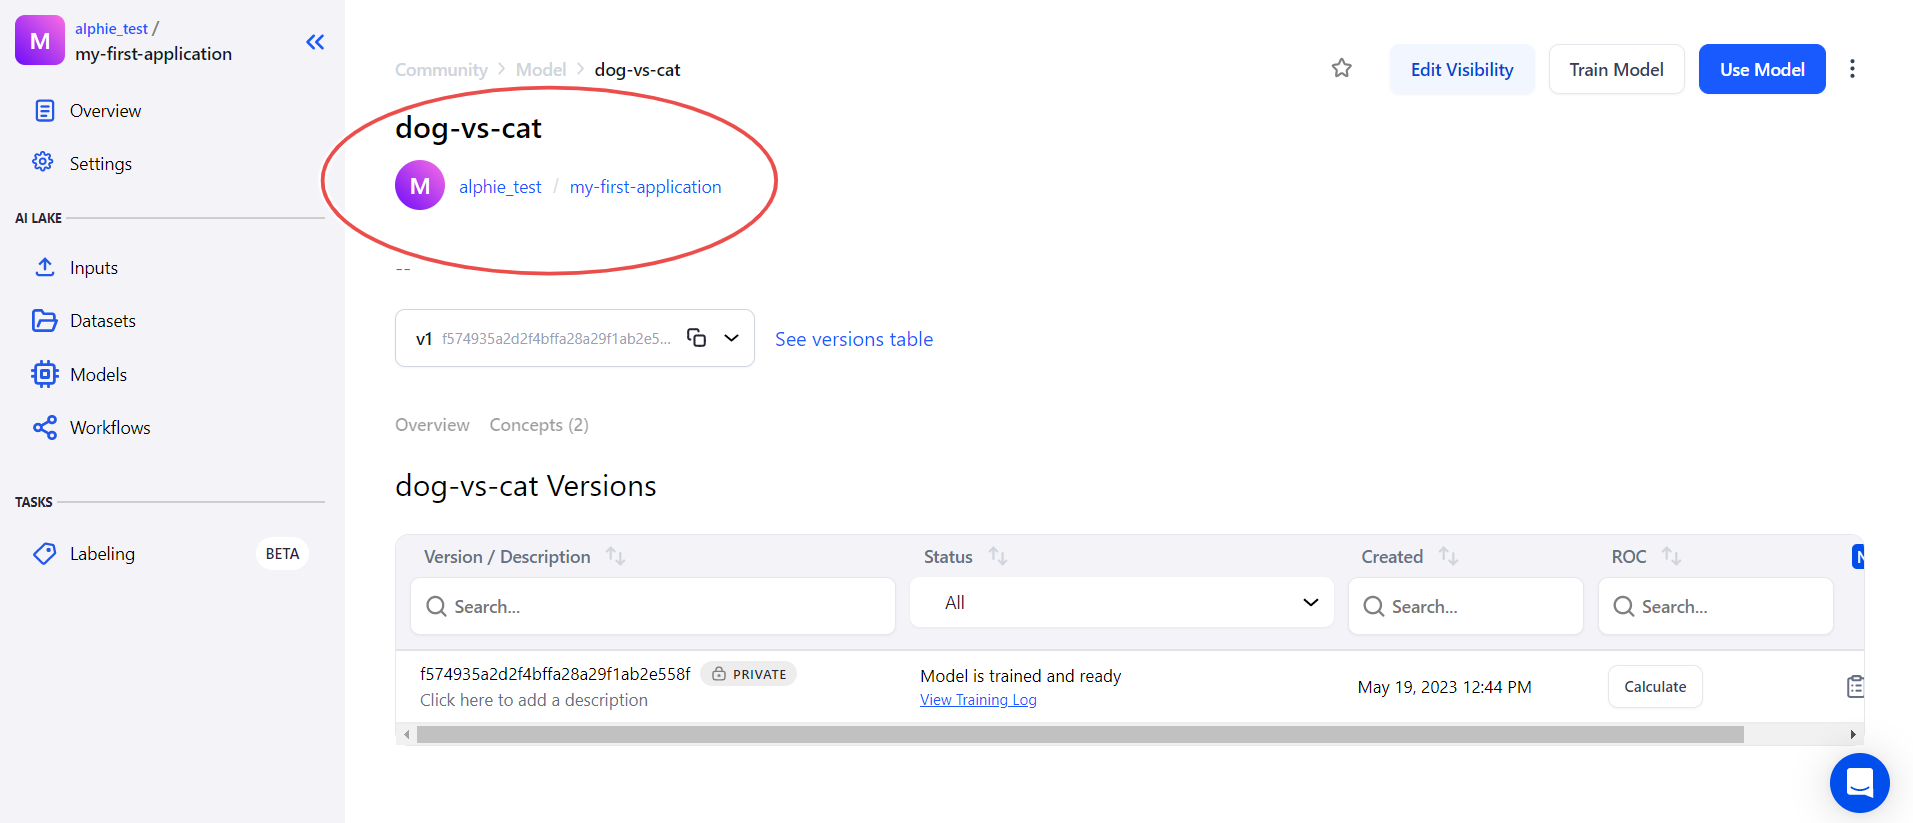 M
alphie_test /
my-first-application
Overview
Settings
AI LAKE
Inputs
Datasets
Models
Workflows
TASKS
Labeling BETA
Community > Model > dog-vs-cat
Edit Visibility Train Model Use Model
dog-vs-cat
M alphie_test / my-first-application
--
v1 f574935a2d2f4bffa28a29f1ab2e5... See versions table
Overview Concepts (2)
dog-vs-cat Versions
Version / Description Status Created ROC
Search... All Search... Search...
f574935a2d2f4bffa28a29f1ab2e558f PRIVATE
Click here to add a description
Model is trained and ready
View Training Log
May 19, 2023 12:44 PM
Calculate